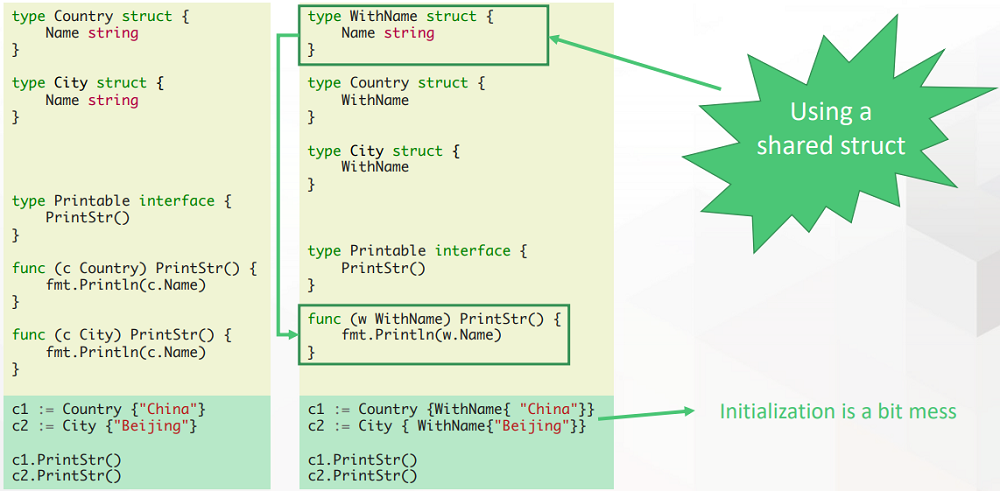 type Country struct {
    Name string
}
type City struct {
    Name string
}
type Printable interface {
    PrintStr()
}
func (c Country) PrintStr() {
    fmt.Println(c.Name)
}
func (c City) PrintStr() {
    fmt.Println(c.Name)
}
c1 := Country {"China"}
c2 := City {"Beijing"}
c1.PrintStr()
c2.PrintStr()
type WithName struct {
    Name string
}
type Country struct {
    WithName
}
type City struct {
    WithName
}
type Printable interface {
    PrintStr()
}
func (w WithName) PrintStr() {
    fmt.Println(w.Name)
}
c1 := Country {WithName{ "China"}}
c2 := City { WithName{"Beijing"}}
c1.PrintStr()
c2.PrintStr()
Using a
shared struct
Initialization is a bit mess